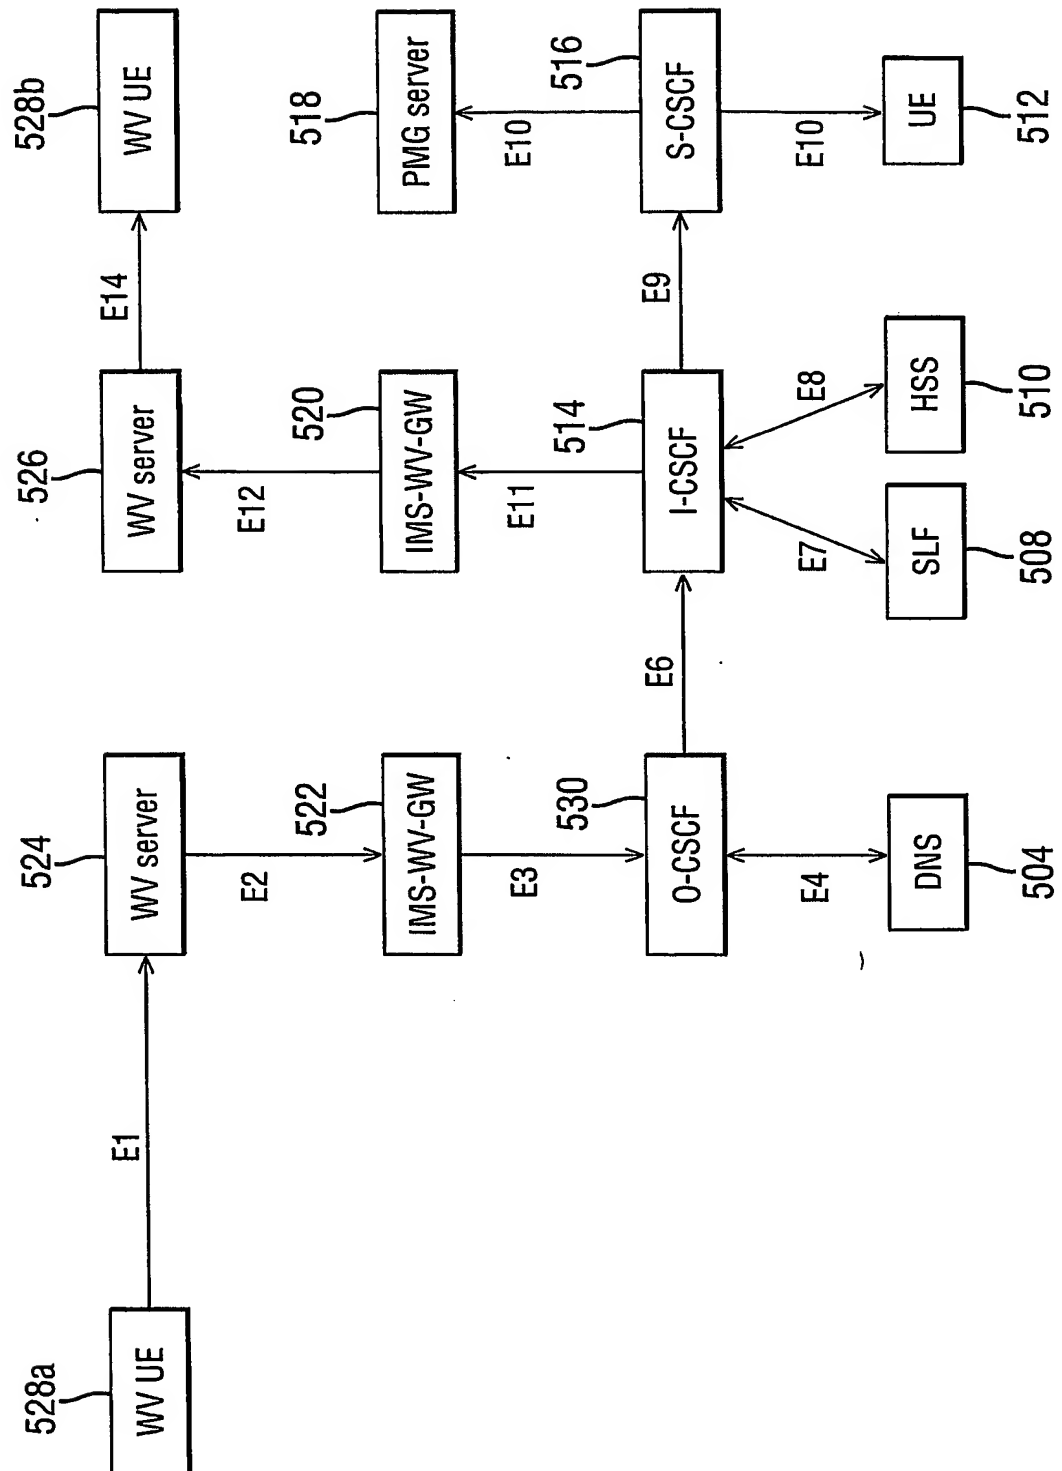 528a
WV UE
E1
524
WV server
E2
522
IMS-WV-GW
E3
530
O-CSCF
E4
DNS
504
E6
526
WV server
E12
520
IMS-WV-GW
E11
514
I-CSCF
E7
E8
SLF
508
HSS
510
E14
528b
WV UE
518
PMG server
E10
E9
516
S-CSCF
E10
UE
512